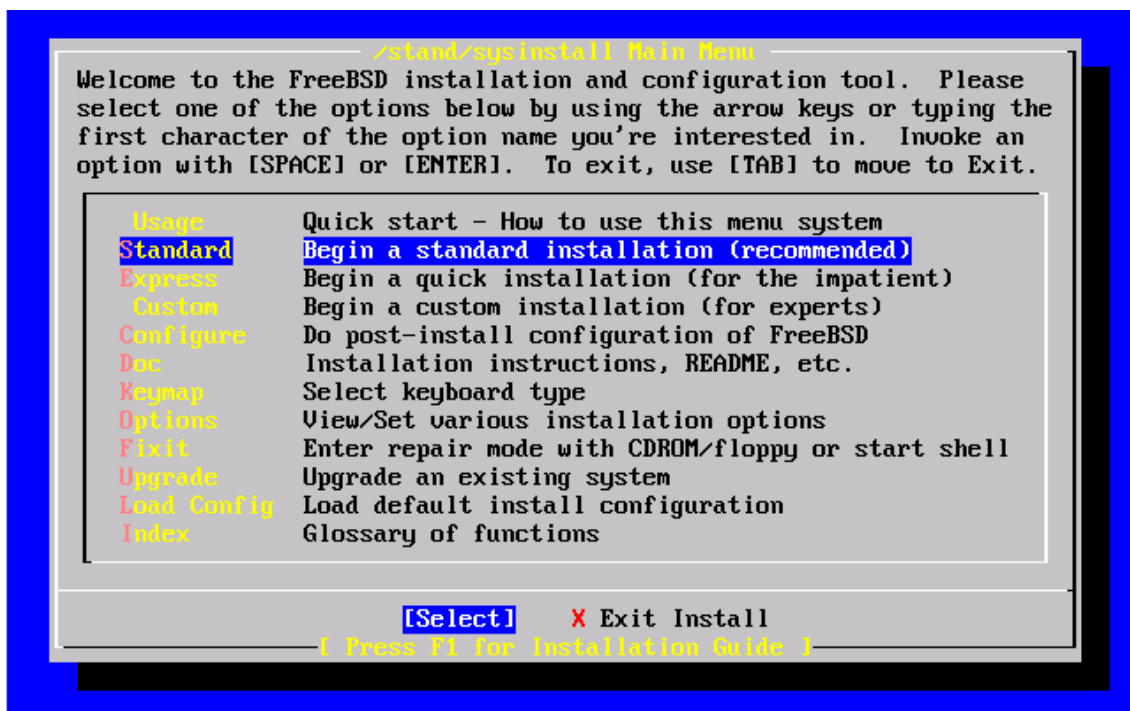 /stand/sysinstall Main Menu
Welcome to the FreeBSD installation and configuration tool.  Please
select one of the options below by using the arrow keys or typing the
first character of the option name you're interested in.  Invoke an
option with [SPACE] or [ENTER].  To exit, use [TAB] to move to Exit.
Usage Quick start - How to use this menu system
Standard Begin a standard installation (recommended)
Express Begin a quick installation (for the impatient)
Custom Begin a custom installation (for experts)
Configure Do post-install configuration of FreeBSD
Doc Installation instructions, README, etc.
Keymap Select keyboard type
Options View/Set various installation options
Fixit Enter repair mode with CDROM/floppy or start shell
Upgrade Upgrade an existing system
Load Config Load default install configuration
Index Glossary of functions
[Select] X Exit Install
[ Press F1 for Installation Guide ]